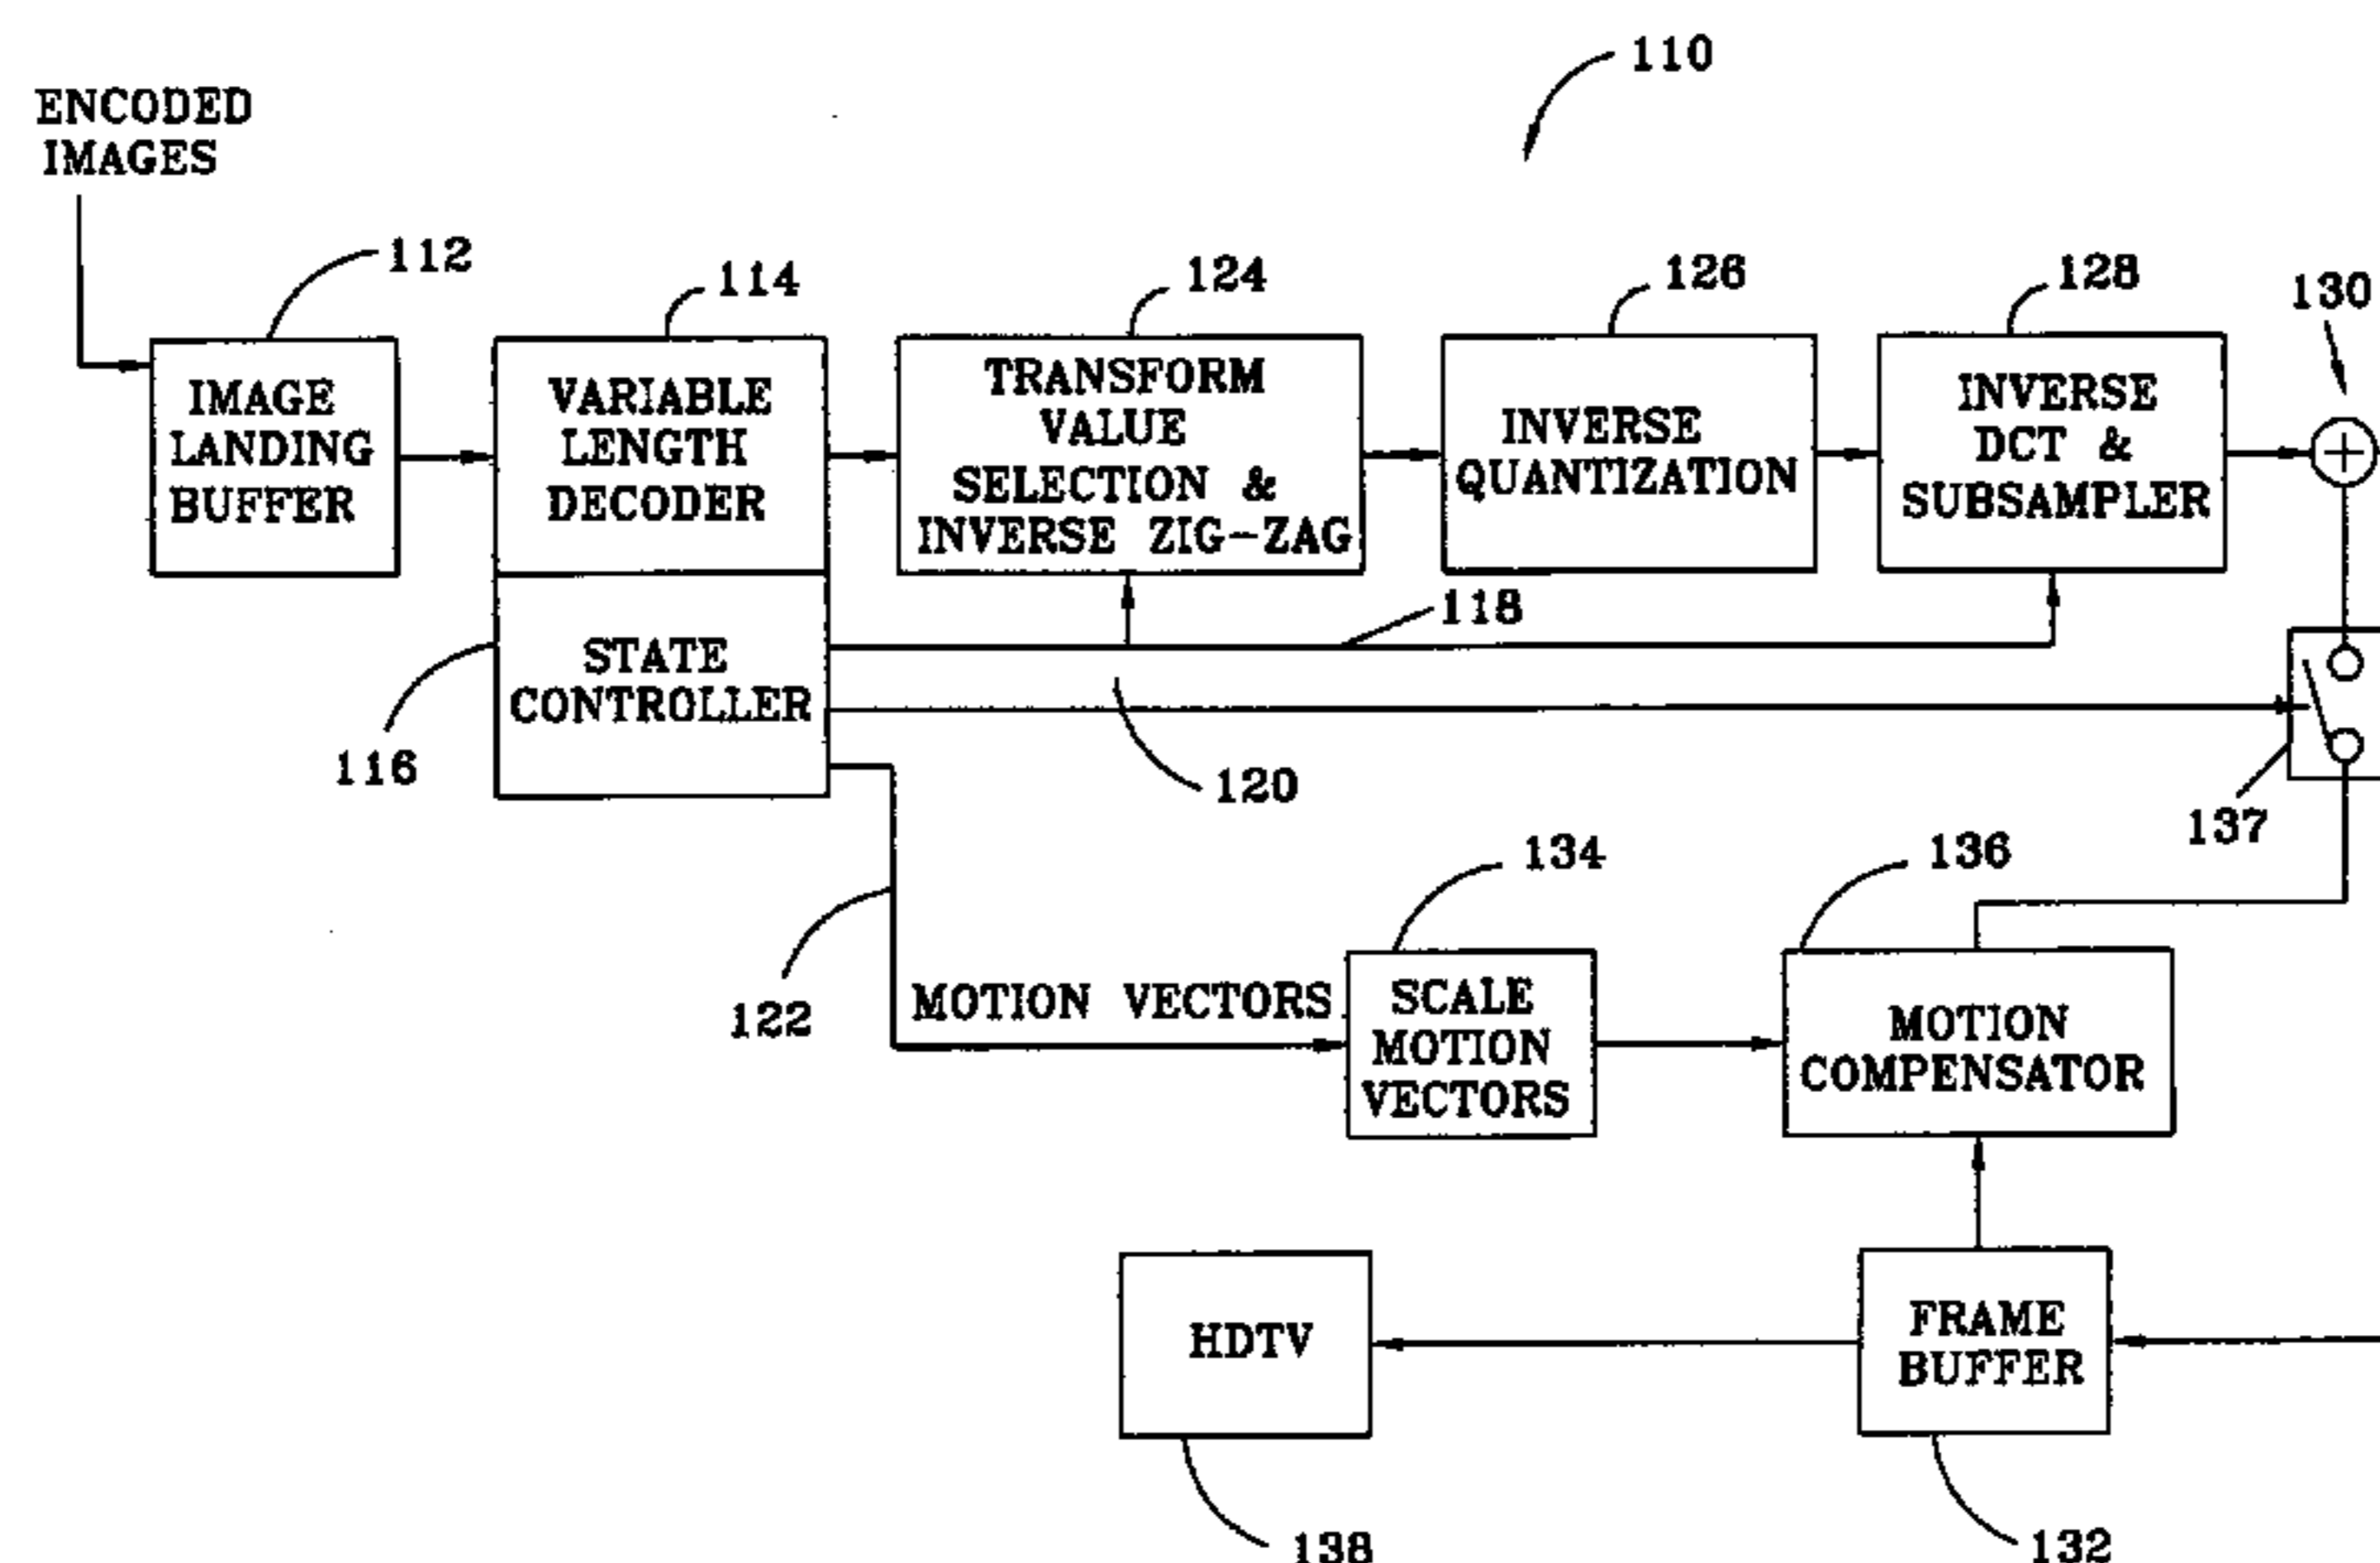 110
ENCODED
IMAGES
112
114
124
126
128
130
IMAGE
LANDING
BUFFER
VARIABLE
LENGTH
DECODER
TRANSFORM
VALUE
SELECTION &
INVERSE ZIG-ZAG
INVERSE
QUANTIZATION
INVERSE
DCT &
SUBSAMPLER
118
STATE
CONTROLLER
116
120
137
134
136
122
MOTION VECTORS
SCALE
MOTION
VECTORS
MOTION
COMPENSATOR
HDTV
FRAME
BUFFER
138
132